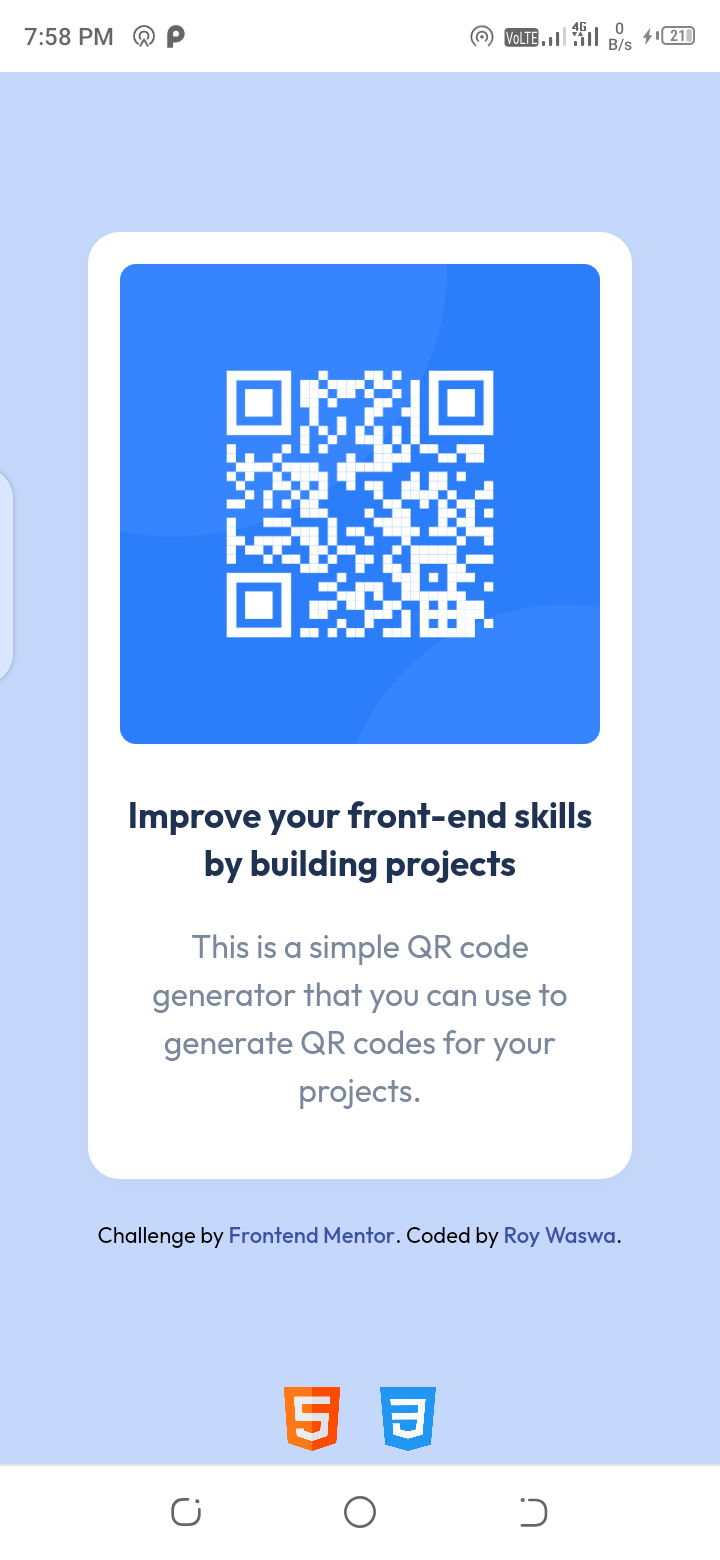 7:58 PM VoLTE 4G 0 B/s 21
Improve your front-end skills
by building projects
This is a simple QR code
generator that you can use to
generate QR codes for your
projects.
Challenge by Frontend Mentor. Coded by Roy Waswa.
5 3